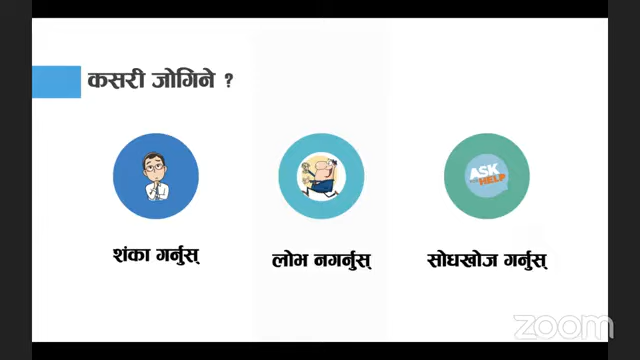 कसरी जोगिने ?
ASK
HELP
शंका गर्नुस्
लोभ नगर्नुस्
सोधखोज गर्नुस्
zoom